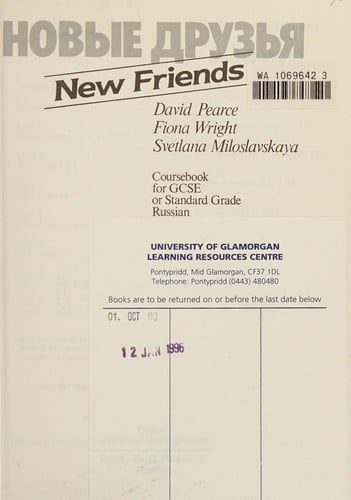 НОВЫЕ ДРУЗЬЯ
New Friends
WA 1069642 3
David Pearce
Fiona Wright
Svetlana Miloslavskaya
Coursebook
for GCSE
or Standard Grade
Russian
UNIVERSITY OF GLAMORGAN
LEARNING RESOURCES CENTRE
Pontypridd, Mid Glamorgan, CF37 1DL
Telephone: Pontypridd (0443) 480480
Books are to be returned on or before the last date below
01. OCT 93
12 JAN 1996